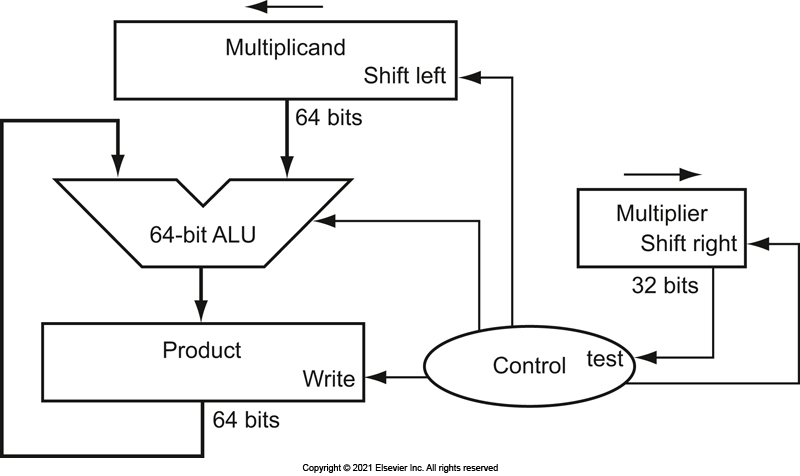 Multiplicand
Shift left
64 bits
64-bit ALU
Multiplier
Shift right
32 bits
Product
Write
Control
test
64 bits
Copyright © 2021 Elsevier Inc. All rights reserved